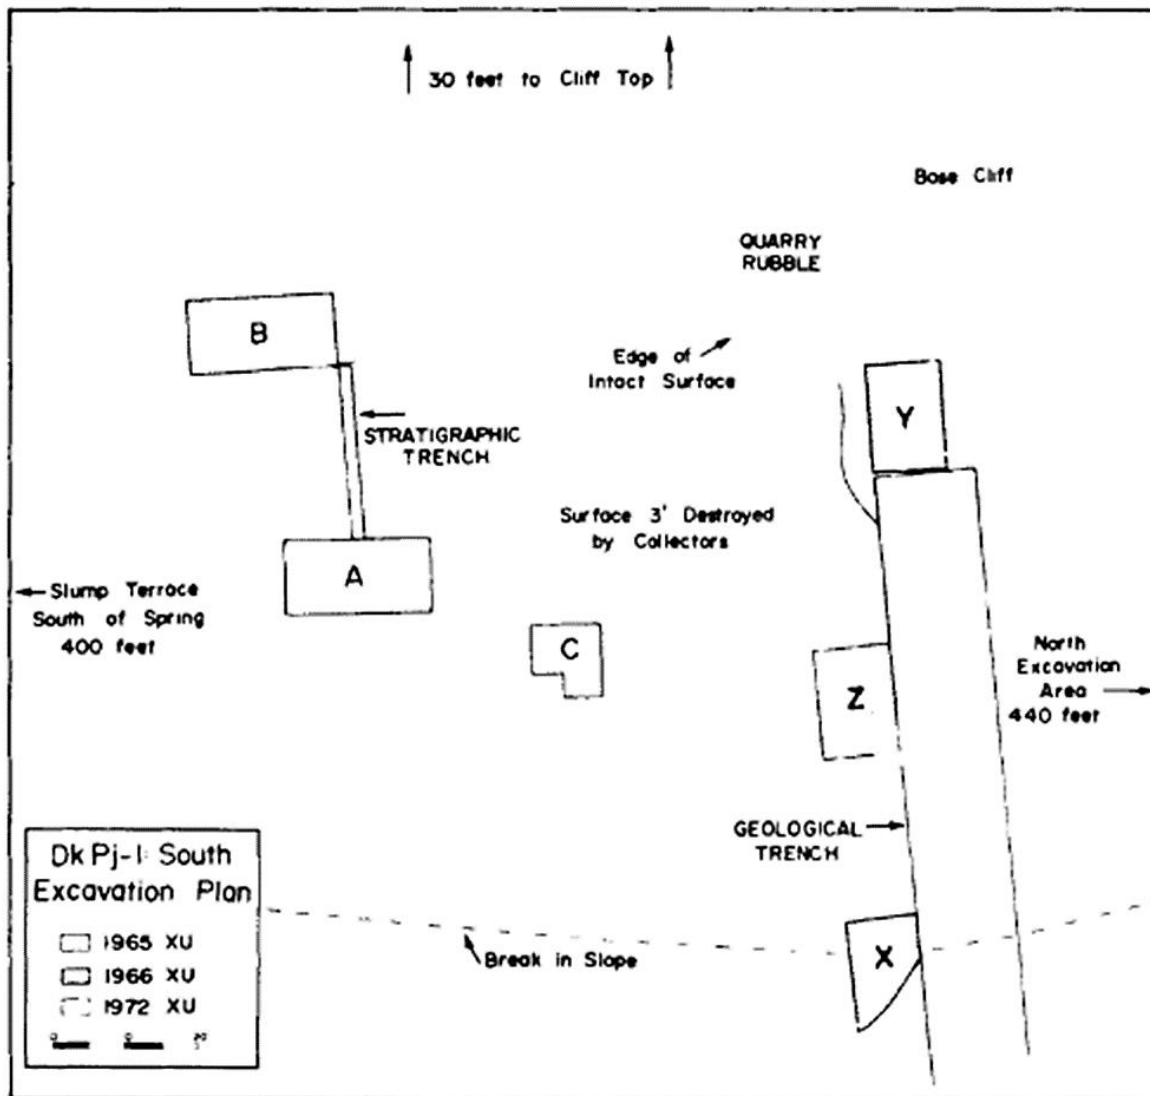 30 feet to Cliff Top
Base Cliff
QUARRY
RUBBLE
B
Edge of
Intact Surface
Y
STRATIGRAPHIC
TRENCH
Surface 3' Destroyed
by Collectors
A
Slump Terrace
South of Spring
400 feet
C
North
Excavation
Area
440 feet
Z
GEOLOGICAL
TRENCH
DkPj-1: South
Excavation Plan
1965 XU
1966 XU
1972 XU
X
Break in Slope